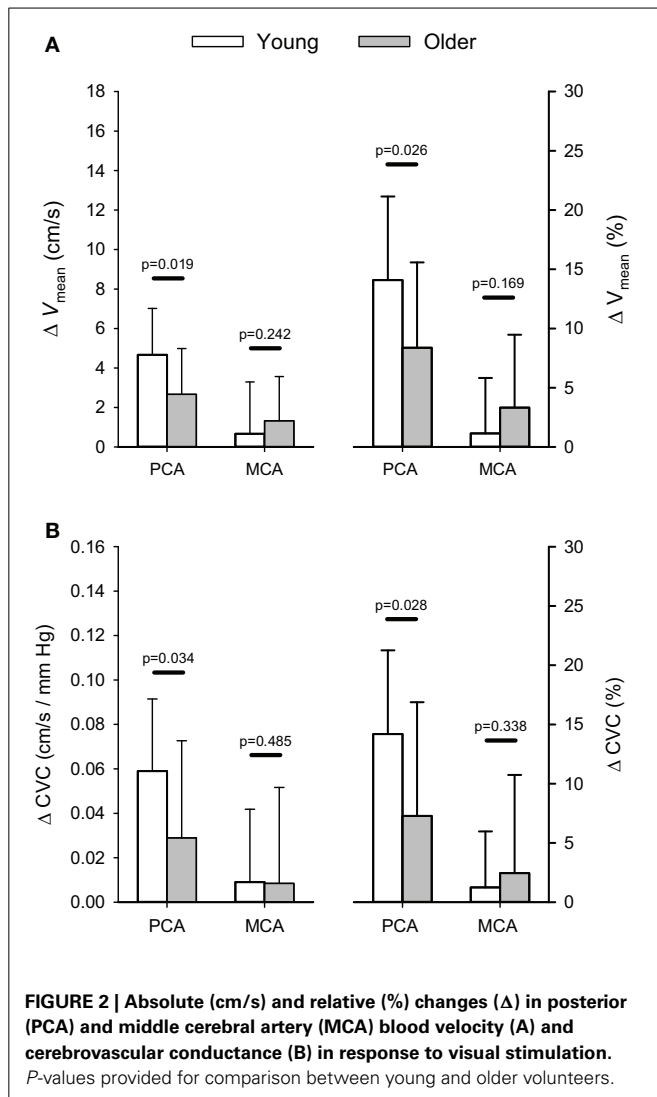 A
Young Older
18
16
14
12
10
8
6
4
2
0
Δ Vmean (cm/s)
p=0.019
p=0.242
PCA MCA
p=0.026
p=0.169
PCA MCA
30
25
20
15
10
5
0
Δ Vmean (%)
B
0.16
0.14
0.12
0.10
0.08
0.06
0.04
0.02
0.00
Δ CVC (cm/s / mm Hg)
p=0.034
p=0.485
PCA MCA
p=0.028
p=0.338
PCA MCA
30
25
20
15
10
5
0
Δ CVC (%)
FIGURE 2 | Absolute (cm/s) and relative (%) changes (Δ) in posterior
(PCA) and middle cerebral artery (MCA) blood velocity (A) and
cerebrovascular conductance (B) in response to visual stimulation.
P-values provided for comparison between young and older volunteers.